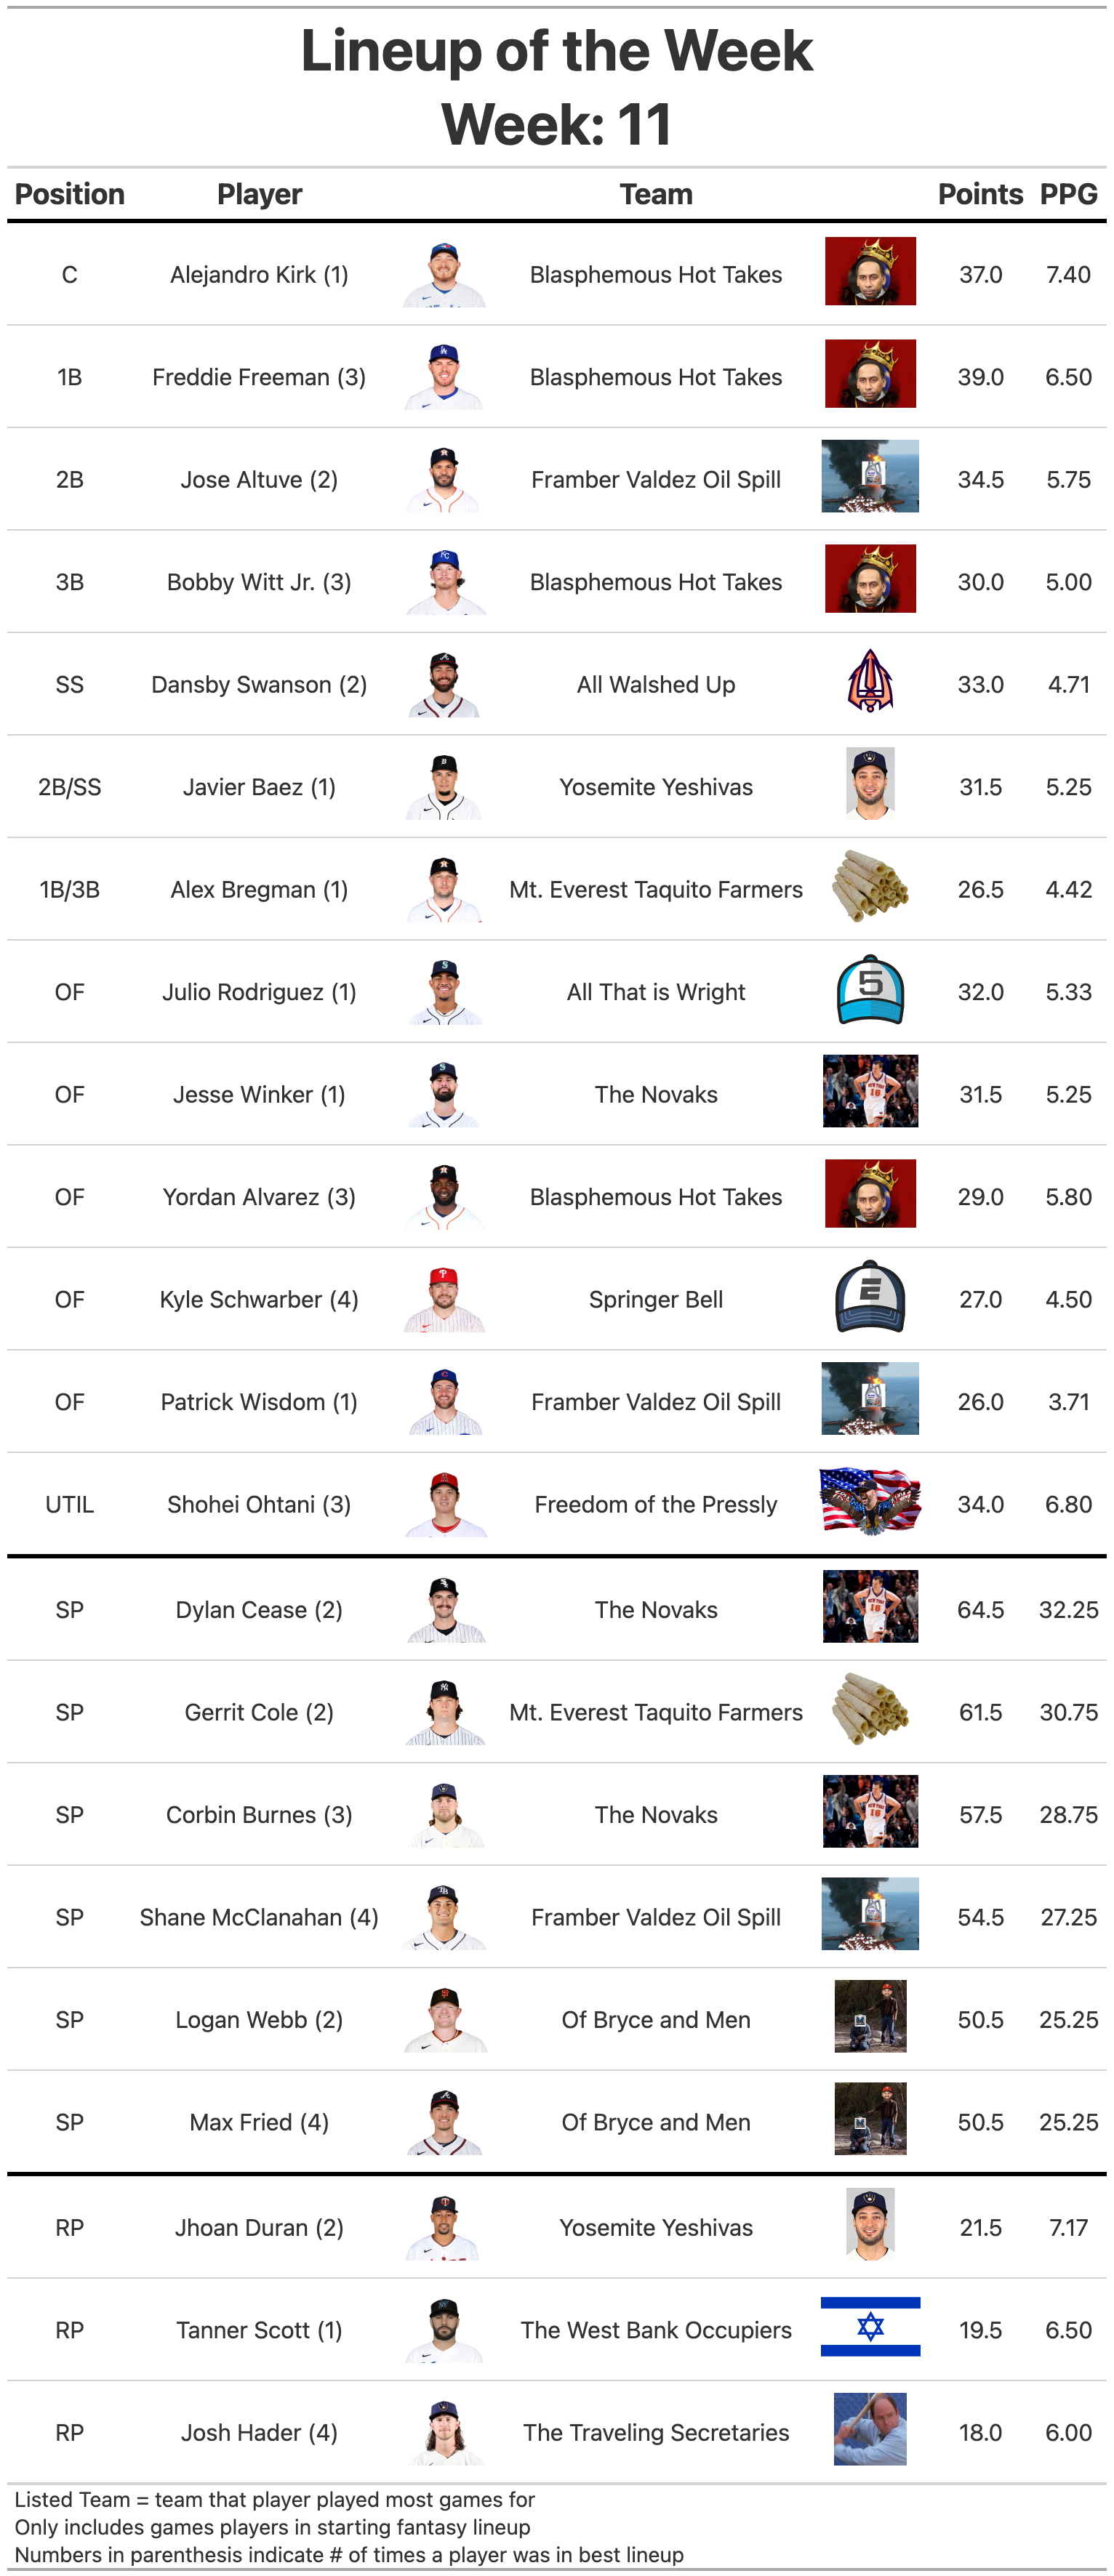 Lineup of the Week
Week: 11
Position Player Team Points PPG
C Alejandro Kirk (1) Blasphemous Hot Takes 37.0 7.40
1B Freddie Freeman (3) Blasphemous Hot Takes 39.0 6.50
2B Jose Altuve (2) Framber Valdez Oil Spill 34.5 5.75
3B Bobby Witt Jr. (3) Blasphemous Hot Takes 30.0 5.00
SS Dansby Swanson (2) All Walshed Up 33.0 4.71
2B/SS Javier Baez (1) Yosemite Yeshivas 31.5 5.25
1B/3B Alex Bregman (1) Mt. Everest Taquito Farmers 26.5 4.42
OF Julio Rodriguez (1) All That is Wright 5 32.0 5.33
OF Jesse Winker (1) The Novaks 31.5 5.25
OF Yordan Alvarez (3) Blasphemous Hot Takes 29.0 5.80
OF Kyle Schwarber (4) Springer Bell 27.0 4.50
OF Patrick Wisdom (1) Framber Valdez Oil Spill 26.0 3.71
UTIL Shohei Ohtani (3) Freedom of the Pressly 34.0 6.80
SP Dylan Cease (2) The Novaks 64.5 32.25
SP Gerrit Cole (2) Mt. Everest Taquito Farmers 61.5 30.75
SP Corbin Burnes (3) The Novaks 57.5 28.75
SP Shane McClanahan (4) Framber Valdez Oil Spill 54.5 27.25
SP Logan Webb (2) Of Bryce and Men 50.5 25.25
SP Max Fried (4) Of Bryce and Men 50.5 25.25
RP Jhoan Duran (2) Yosemite Yeshivas 21.5 7.17
RP Tanner Scott (1) The West Bank Occupiers 19.5 6.50
RP Josh Hader (4) The Traveling Secretaries 18.0 6.00
Listed Team = team that player played most games for
Only includes games players in starting fantasy lineup
Numbers in parenthesis indicate # of times a player was in best lineup